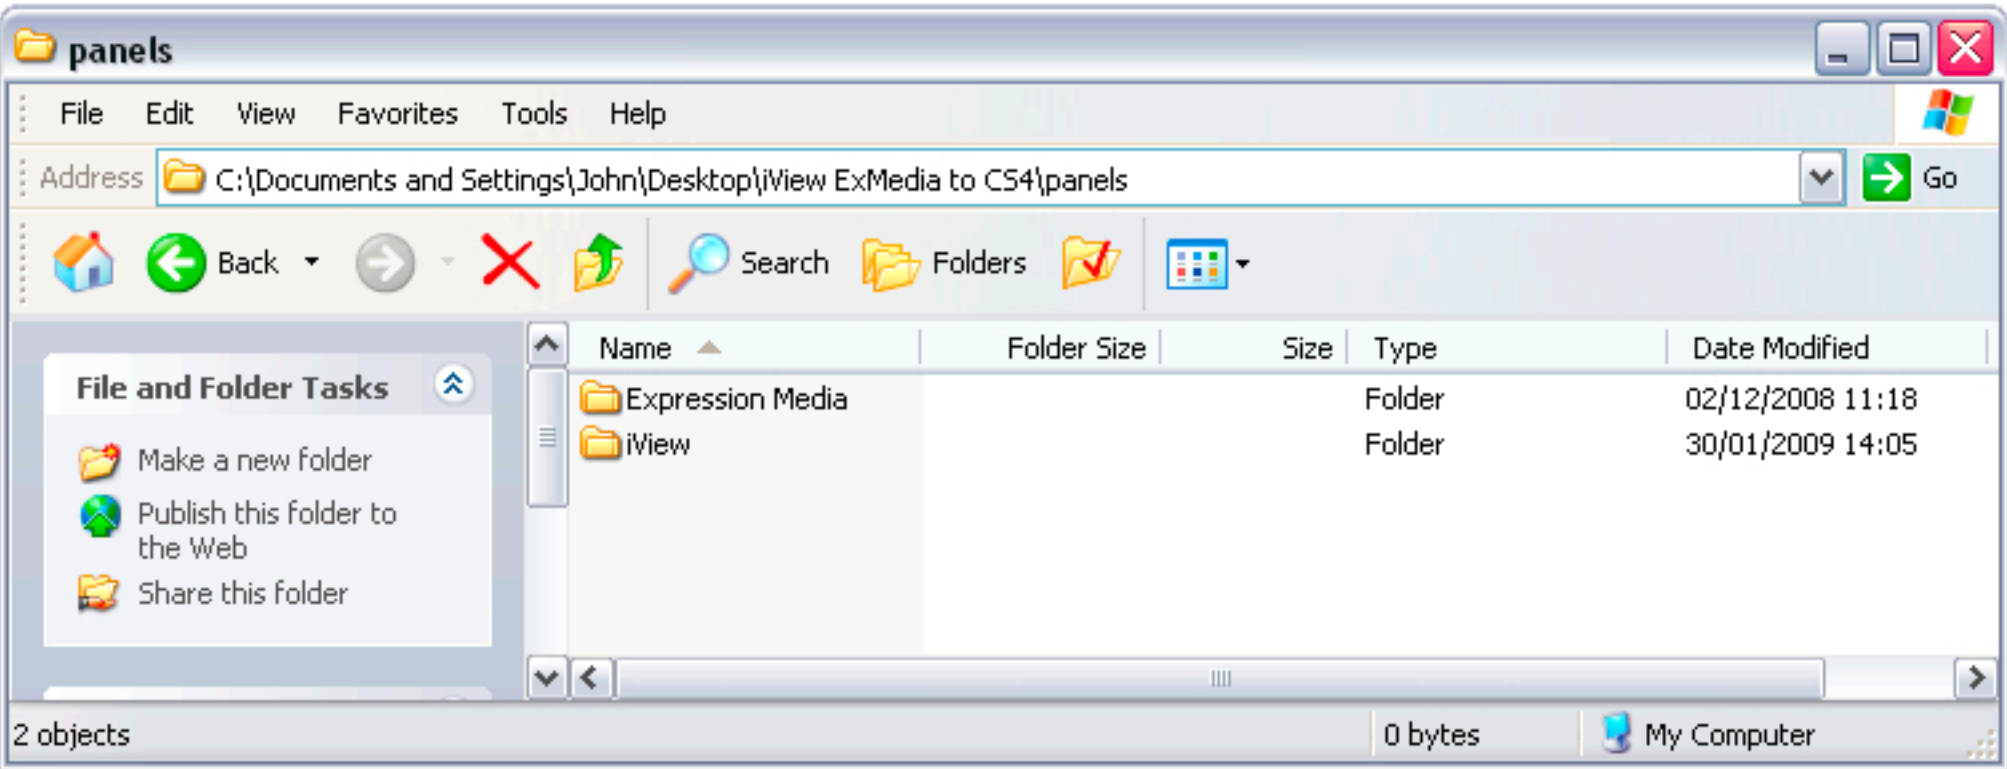 panels
File Edit View Favorites Tools Help
Address C:\Documents and Settings\John\Desktop\iView ExMedia to CS4\panels Go
Back Search Folders
Name Folder Size Size Type Date Modified
File and Folder Tasks
Make a new folder
Publish this folder to
the Web
Share this folder
Expression Media Folder 02/12/2008 11:18
iView Folder 30/01/2009 14:05
2 objects 0 bytes My Computer